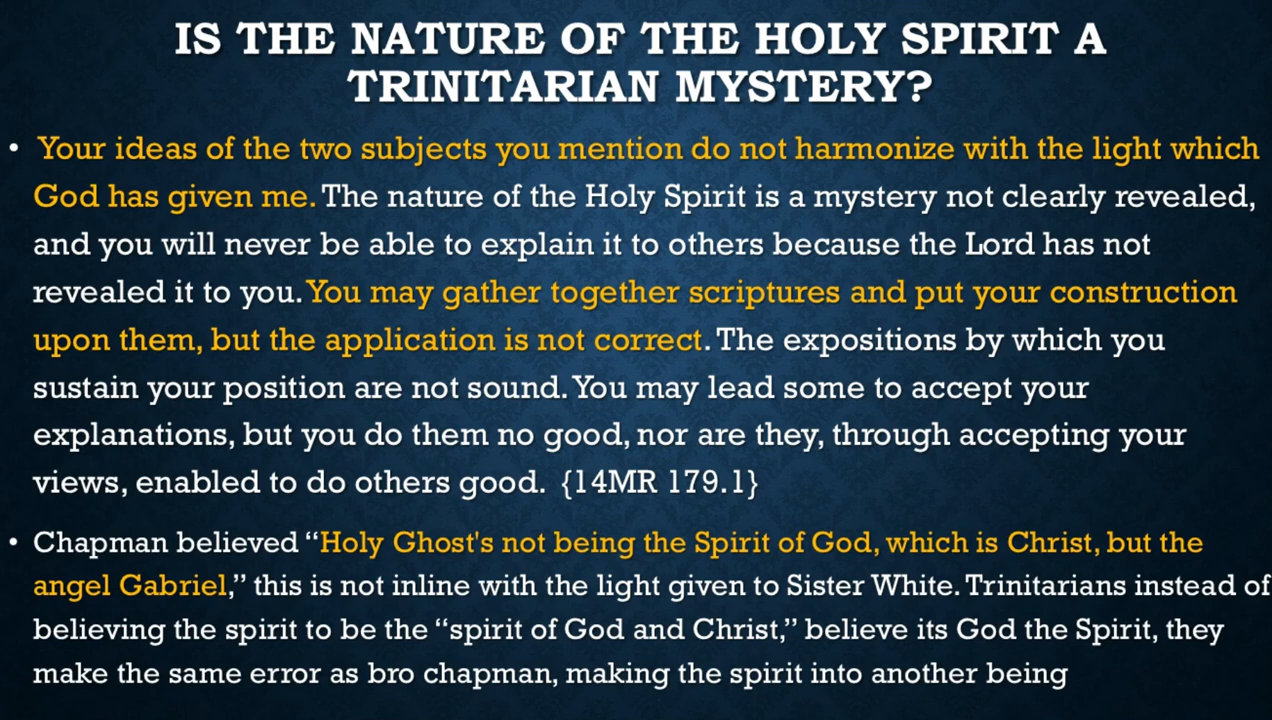 IS THE NATURE OF THE HOLY SPIRIT A
TRINITARIAN MYSTERY?
• Your ideas of the two subjects you mention do not harmonize with the light which
God has given me. The nature of the Holy Spirit is a mystery not clearly revealed,
and you will never be able to explain it to others because the Lord has not
revealed it to you. You may gather together scriptures and put your construction
upon them, but the application is not correct. The expositions by which you
sustain your position are not sound. You may lead some to accept your
explanations, but you do them no good, nor are they, through accepting your
views, enabled to do others good. {14MR 179.1}
• Chapman believed “Holy Ghost's not being the Spirit of God, which is Christ, but the
angel Gabriel,” this is not inline with the light given to Sister White. Trinitarians instead of
believing the spirit to be the “spirit of God and Christ,” believe its God the Spirit, they
make the same error as bro chapman, making the spirit into another being